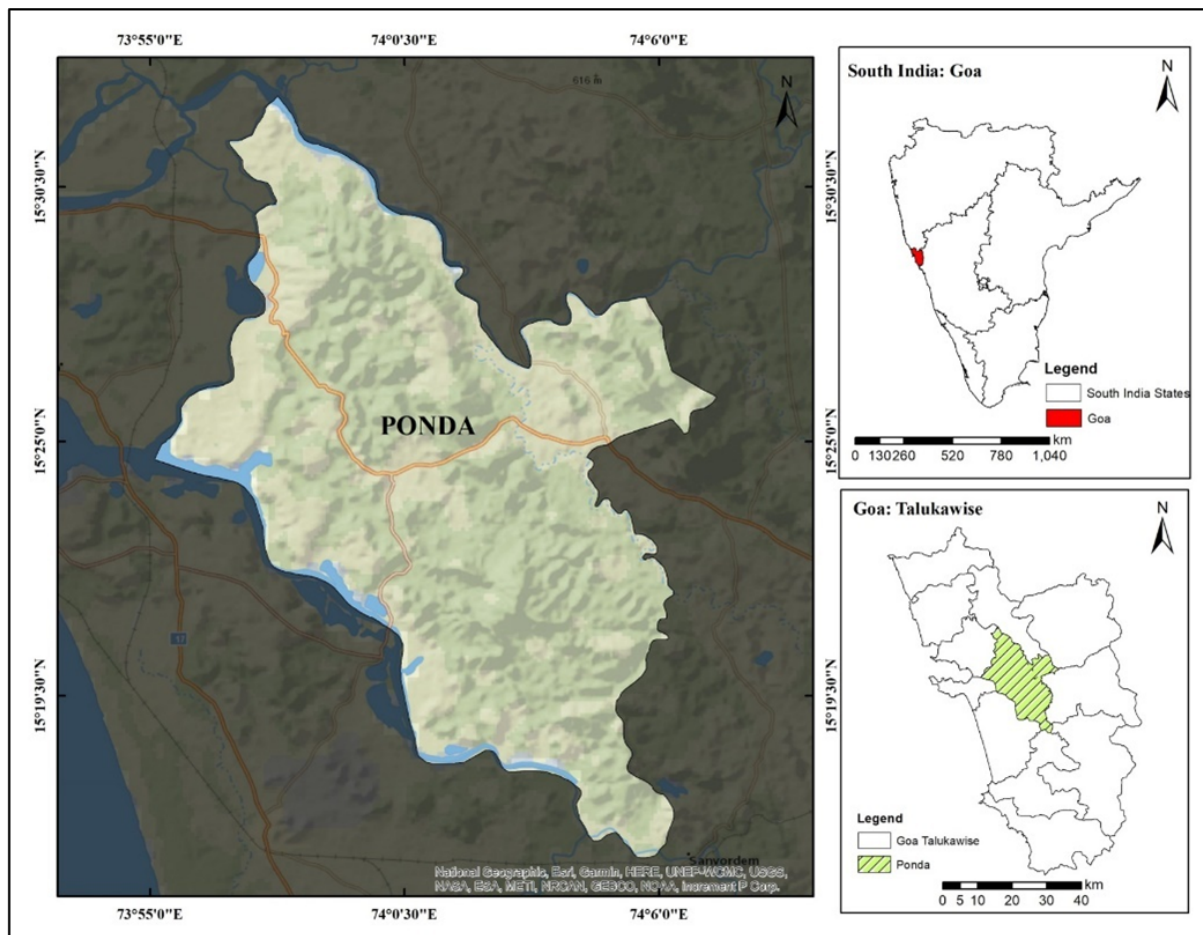 73°55'0"E 74°0'30"E 74°6'0"E
616 m
N
15°30'30"N
15°25'0"N
15°19'30"N
PONDA
17
Sanvordem
National Geographic, Esri, Garmin, HERE, UNEP-WCMC, USGS,
NASA, ESA, METI, NRCAN, GEBCO, NOAA, increment P Corp.
15°30'30"N
15°25'0"N
15°19'30"N
73°55'0"E 74°0'30"E 74°6'0"E
South India: Goa
N
Legend
South India States
Goa
0 130 260 520 780 1,040 km
Goa: Talukawise
N
Legend
Goa Talukawise
Ponda
0 5 10 20 30 40 km